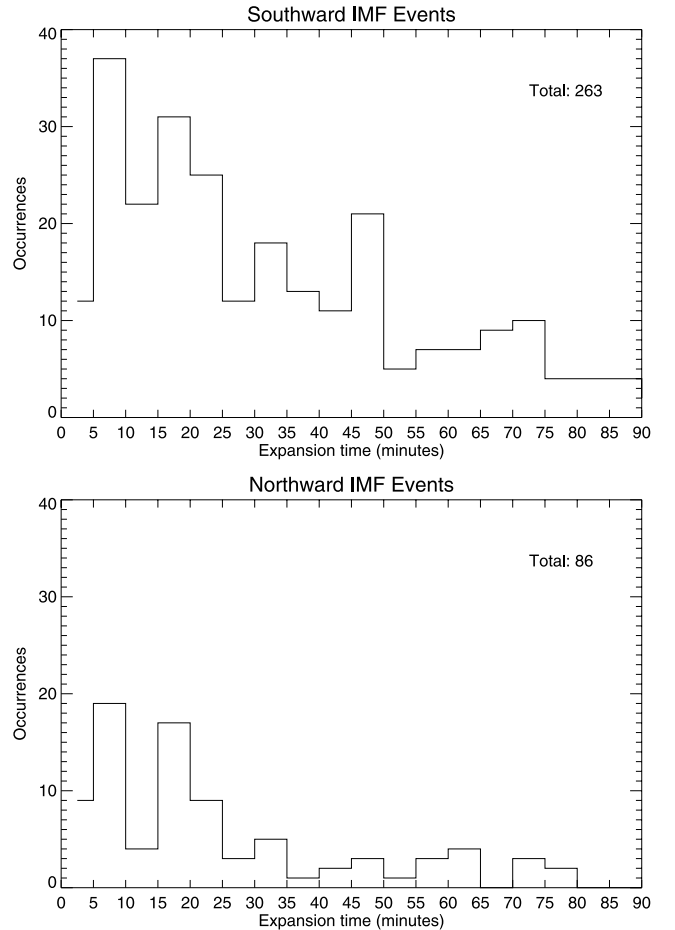 Southward IMF Events
40
30
20
10
0
Occurrences
Total: 263
0 5 10 15 20 25 30 35 40 45 50 55 60 65 70 75 80 85 90
Expansion time (minutes)
Northward IMF Events
40
30
20
10
0
Occurrences
Total: 86
0 5 10 15 20 25 30 35 40 45 50 55 60 65 70 75 80 85 90
Expansion time (minutes)